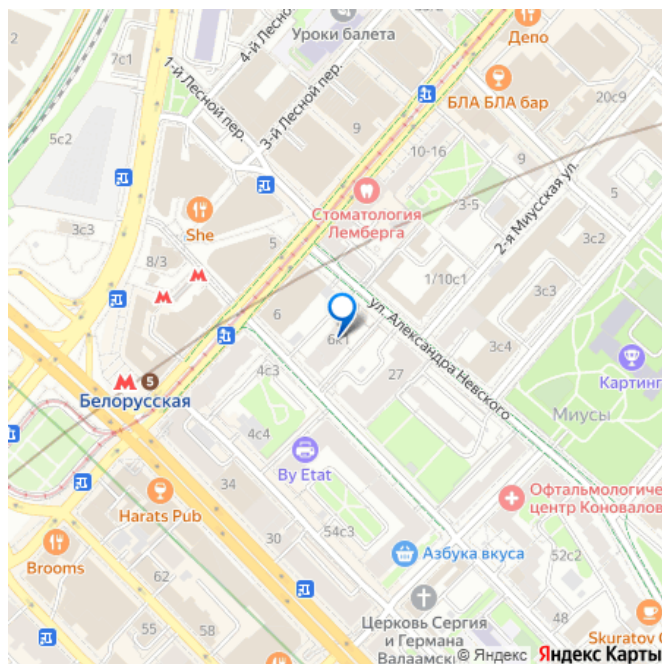 7с1
4-й Лесной
Уроки балета
Депо
1-й Лесной пер.
3-й Лесной пер.
БЛА БЛА бар
20с9
5с2
9
10-16
9
5
Стоматология
Лемберга
3-5
2-я Миусская ул.
3с3
She
5
3с2
8/3
1/10с1
3с3
6
6к1
ул. Александра Невского
3с4
5
Белорусская
4с3
27
Картинг
Миусы
4с4
By Etat
34
Офтальмологиче
центр Коновалов
Harats Pub
54с3
30
Азбука вкуса
52с2
Brooms
62
Церковь Сергия
и Германа
Валаамски
48
55
58
Skuratov C
© Яндекс Яндекс Карты